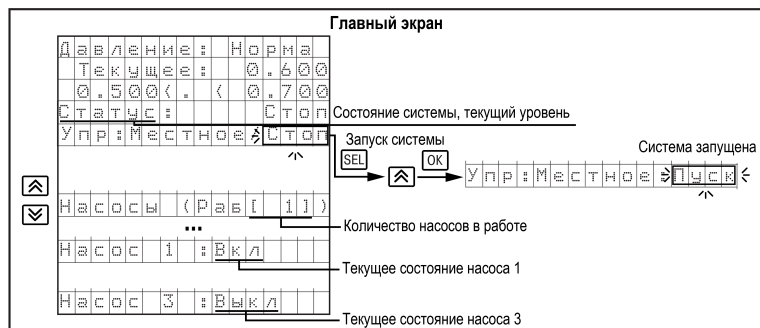 Главный экран
Давление: Норма
Текущее: 0.600
0.500< . < 0.700
Статус: Стоп
Состояние системы, текущий уровень
Упр:Местное Стоп
Запуск системы
SEL
OK
Система запущена
Упр:Местное:Пуск
Насосы (Раб[ 1])
Количество насосов в работе
...
Насос 1 :Вкл
Текущее состояние насоса 1
Насос 3 :Выкл
Текущее состояние насоса 3